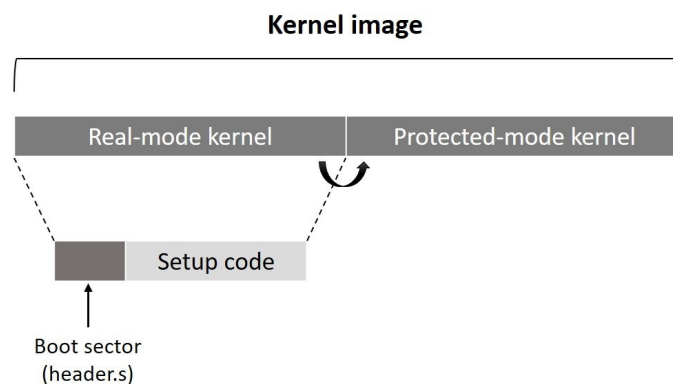 Kernel image
Real-mode kernel
Protected-mode kernel
Setup code
Boot sector
(header.s)